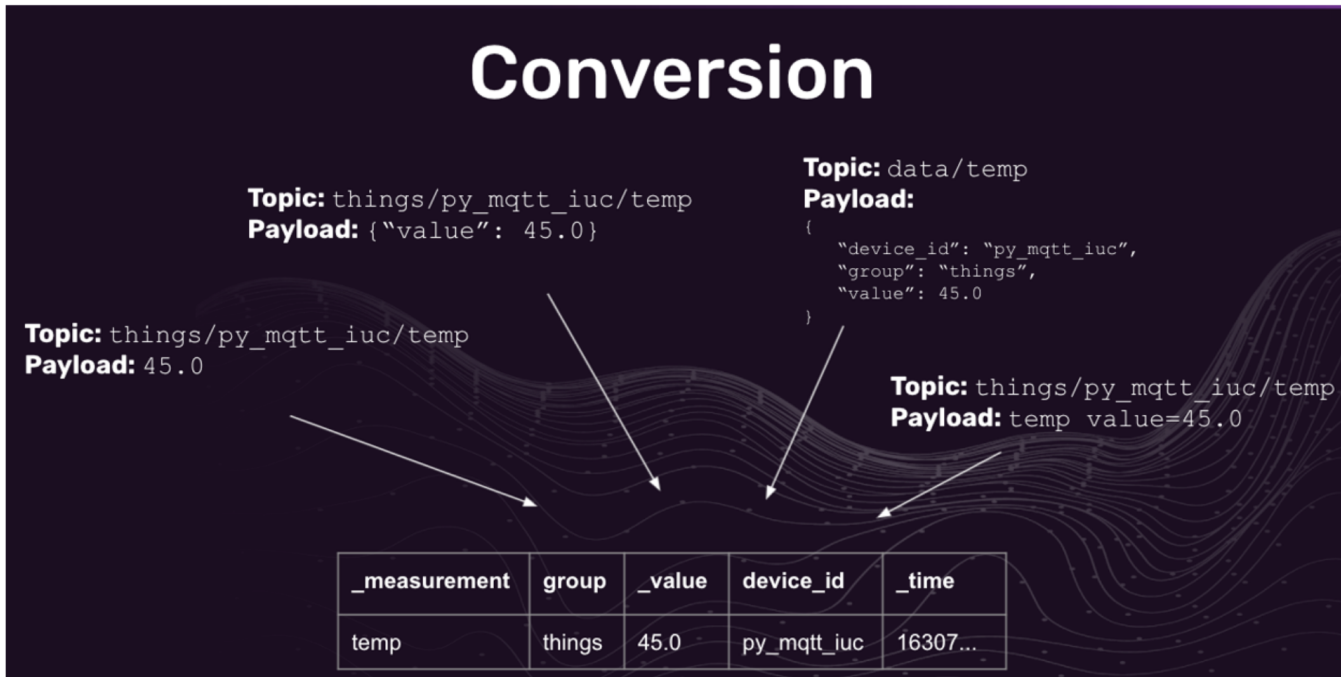 Conversion
Topic: things/py_mqtt_iuc/temp
Payload: {“value”: 45.0}
Topic: data/temp
Payload:
{
“device_id”: “py_mqtt_iuc”,
“group”: “things”,
“value”: 45.0
}
Topic: things/py_mqtt_iuc/temp
Payload: 45.0
Topic: things/py_mqtt_iuc/temp
Payload: temp value=45.0
_measurement group _value device_id _time
temp things 45.0 py_mqtt_iuc 16307...